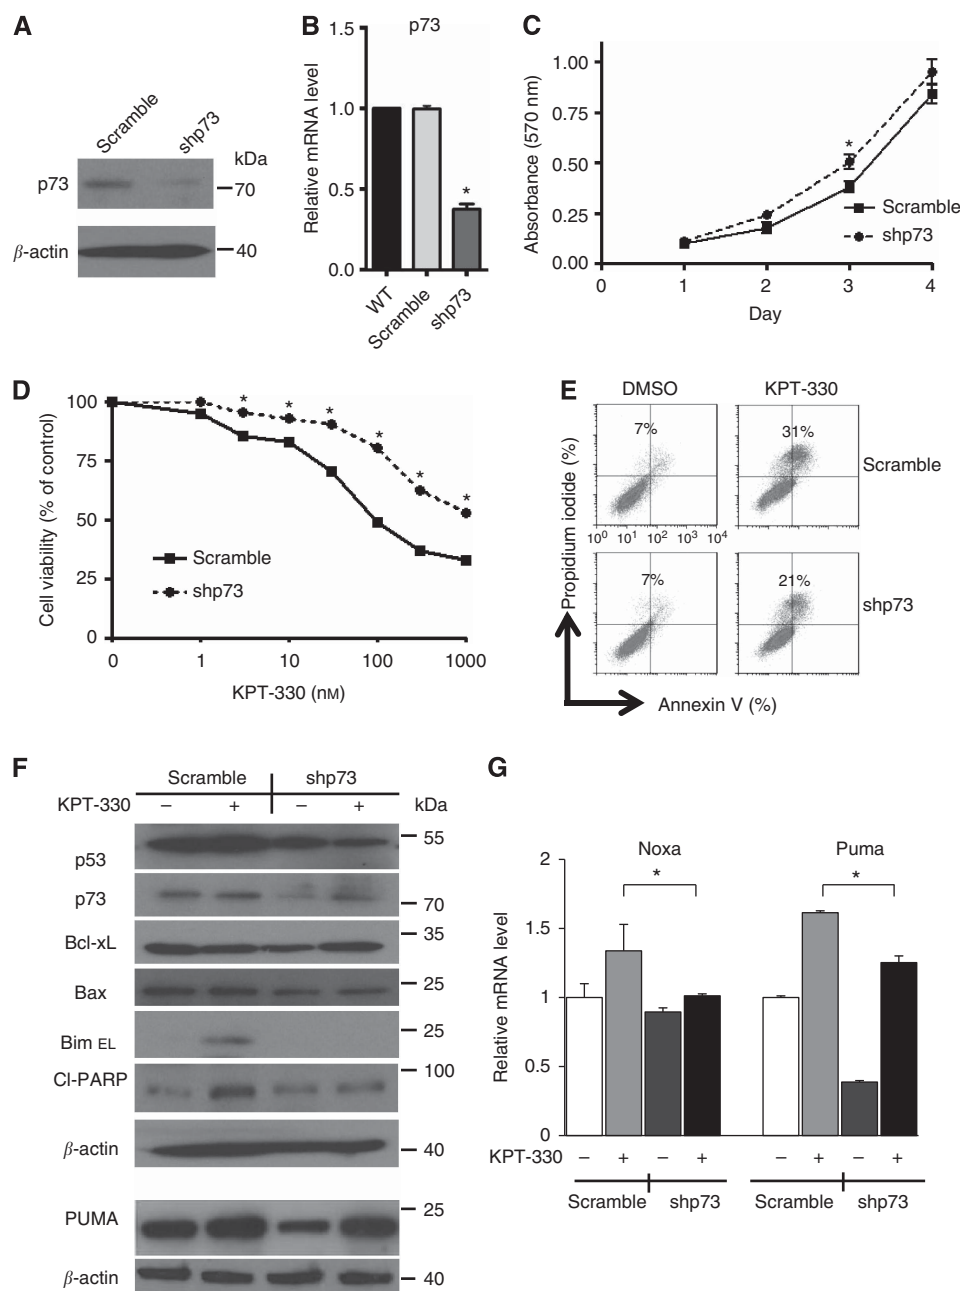 A
Scramble
shp73
kDa
p73
70
β-actin
40
B
p73
Relative mRNA level
1.5
1.0
0.5
0.0
WT
Scramble
shp73
*
C
Absorbance (570 nm)
1.00
0.75
0.50
0.25
0.00
*
Scramble
shp73
0 1 2 3 4
Day
D
Cell viability (% of control)
100
75
50
25
0
* * * * * *
Scramble
shp73
0 1 10 100 1000
KPT-330 (nM)
E
DMSO
KPT-330
Propidium iodide (%)
7%
31%
Scramble
10⁰ 10¹ 10² 10³ 10⁴
7%
21%
shp73
Annexin V (%)
F
Scramble shp73
KPT-330 − + − + kDa
p53
55
p73
70
Bcl-xL
35
Bax
25
Bim EL
25
Cl-PARP
100
β-actin
40
PUMA
25
β-actin
40
G
Noxa
Puma
*
*
Relative mRNA level
2
1.5
1
0.5
0
KPT-330 − + − + − + − +
Scramble shp73 Scramble shp73